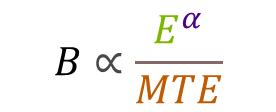 B ∝ E^α / MTE